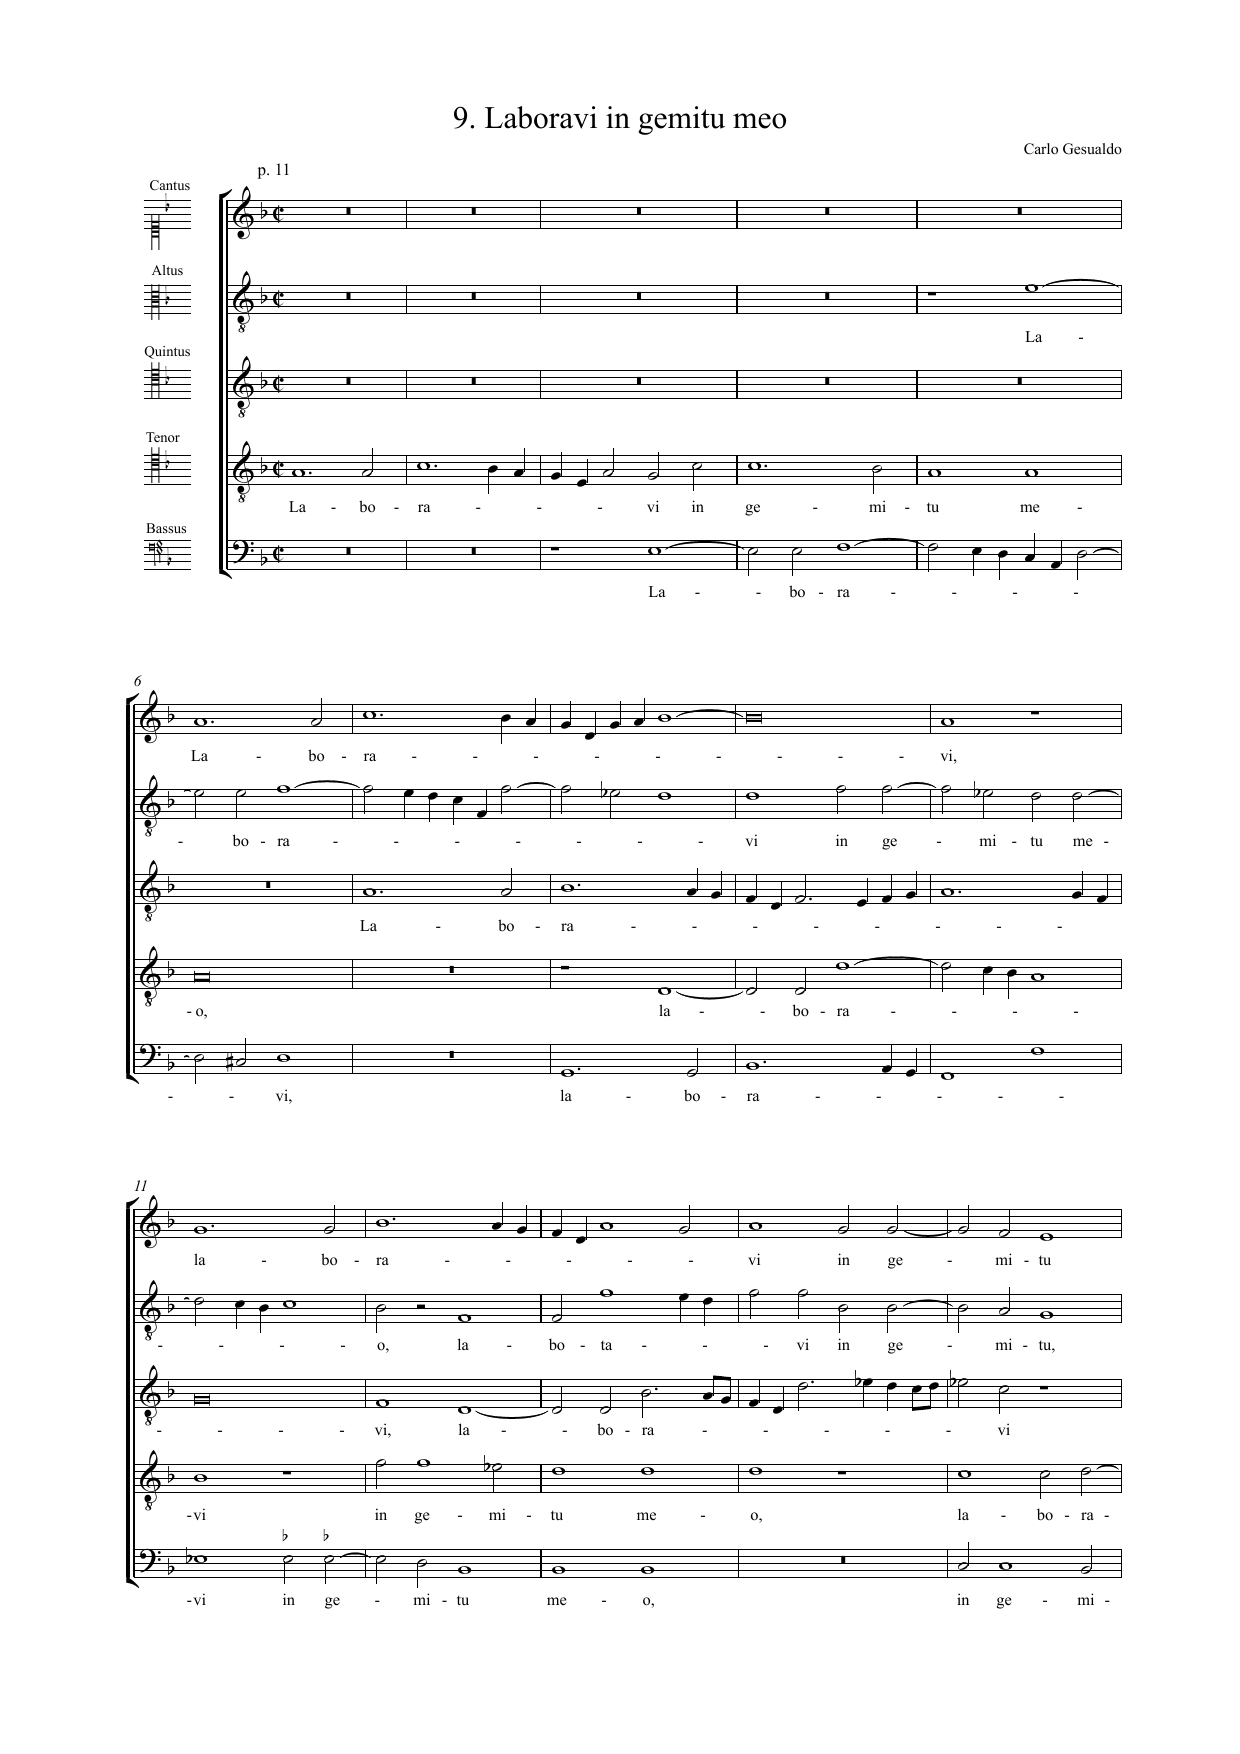 9. Laboravi in gemitu meo
Carlo Gesualdo
p. 11
Cantus
Altus
La -
Quintus
Tenor
La - bo - ra - - - vi in ge - mi - tu me -
Bassus
La - - bo - ra - - - -
6
La - bo - ra - - - - - - - vi,
- bo - ra - - - - - - - vi in ge - mi - tu me -
La - bo - ra - - - - - - - -
- o, la - - bo - ra - - - -
- - vi, la - bo - ra - - - - -
11
la - bo - ra - - - - - vi in ge - mi - tu
- - - - o, la - bo - ta - - - vi in ge - mi - tu,
- - - - vi, la - - bo - ra - - - - - - vi
-vi in ge - mi - tu me - o, la - bo - ra -
-vi in ge - mi - tu me - o, in ge - mi -